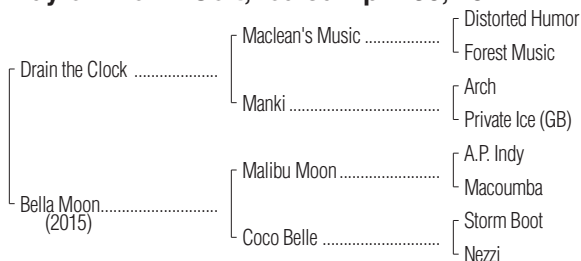 Distorted Humor
Maclean's Music
Forest Music
Drain the Clock
Arch
Manki
Private Ice (GB)
A.P. Indy
Malibu Moon
Macoumba
Bella Moon
(2015)
Storm Boot
Coco Belle
Nezzi